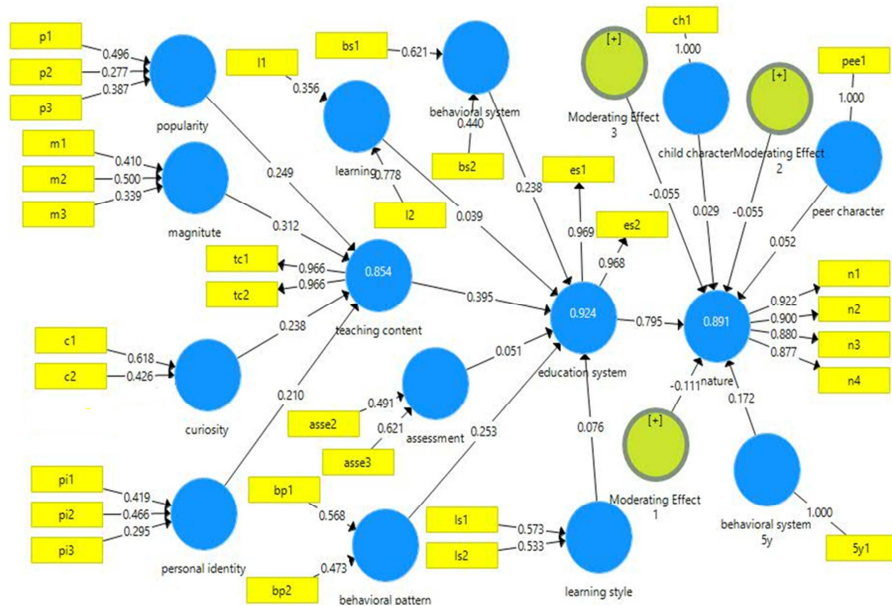 p1
0.496
p2
0.277
p3
0.387
popularity
l1
0.356
learning
0.778
l2
bs1
0.621
behavioral system
0.440
bs2
[+]
Moderating Effect
3
ch1
1.000
child character
[+]
Moderating Effect
2
pee1
1.000
peer character
m1
0.410
m2
0.500
m3
0.339
magnitute
0.249
0.312
0.039
0.238
es1
0.969
es2
0.968
-0.055
0.029
-0.055
0.052
tc1
0.966
tc2
0.966
0.854
teaching content
0.395
0.924
education system
0.795
0.891
nature
0.922
n1
0.900
n2
0.880
n3
0.877
n4
c1
0.618
c2
0.426
curiosity
0.238
0.210
0.051
asse2
0.491
asse3
0.621
assessment
0.253
0.076
-0.111
0.172
[+]
Moderating Effect
1
behavioral system
5y
1.000
5y1
pi1
0.419
pi2
0.466
pi3
0.295
personal identity
bp1
0.568
bp2
0.473
behavioral pattern
ls1
0.573
ls2
0.533
learning style